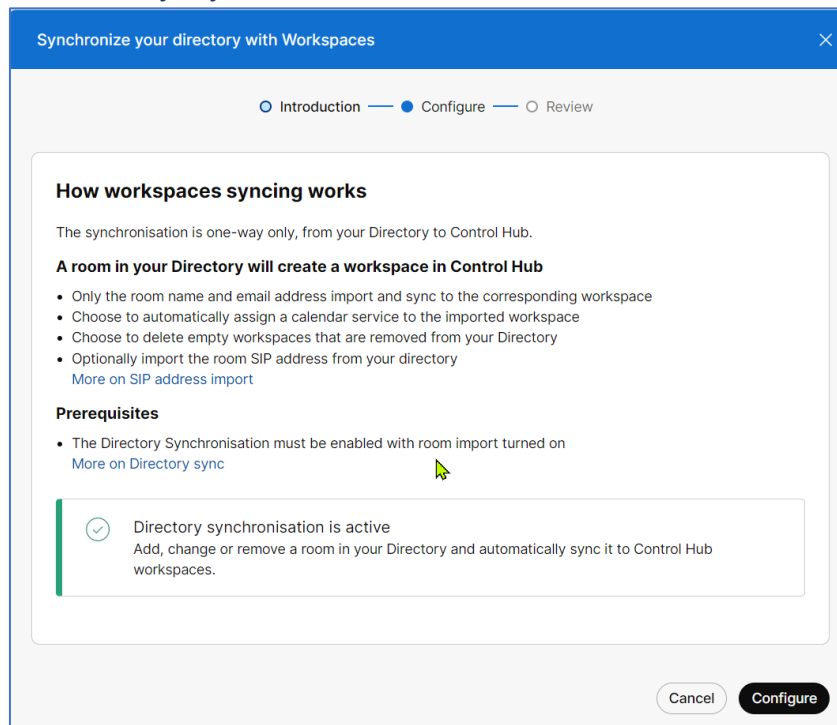 Synchronize your directory with Workspaces
Introduction
Configure
Review
How workspaces syncing works
The synchronisation is one-way only, from your Directory to Control Hub.
A room in your Directory will create a workspace in Control Hub
• Only the room name and email address import and sync to the corresponding workspace
• Choose to automatically assign a calendar service to the imported workspace
• Choose to delete empty workspaces that are removed from your Directory
• Optionally import the room SIP address from your directory
More on SIP address import
Prerequisites
• The Directory Synchronisation must be enabled with room import turned on
More on Directory sync
Directory synchronisation is active
Add, change or remove a room in your Directory and automatically sync it to Control Hub
workspaces.
Cancel
Configure